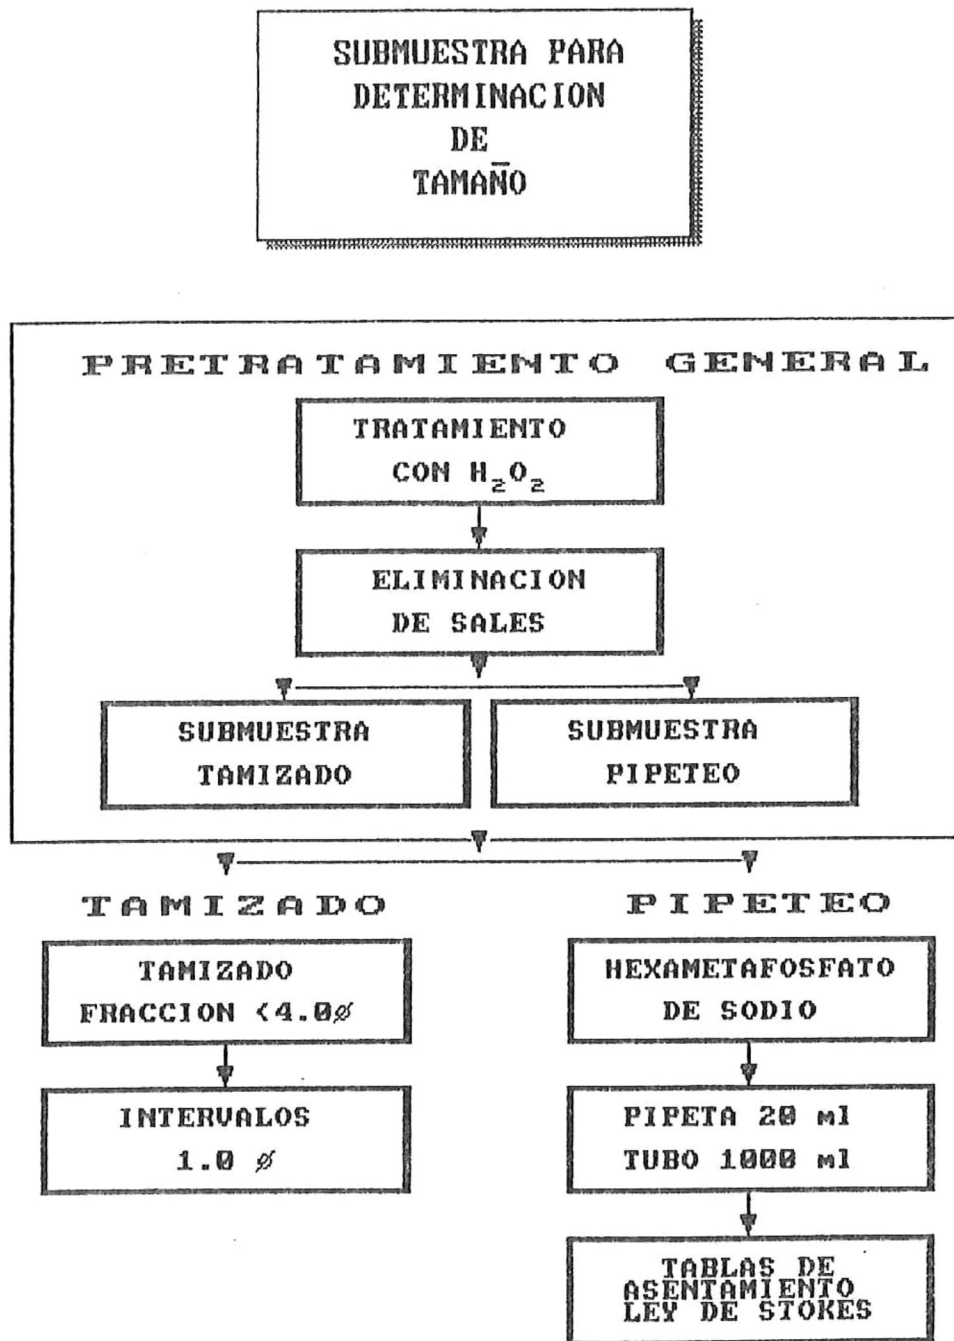 SUBMUESTRA PARA
DETERMINACION
DE
TAMAÑO
PRETRATAMIENTO GENERAL
TRATAMIENTO
CON H₂O₂
ELIMINACION
DE SALES
SUBMUESTRA
TAMIZADO
SUBMUESTRA
PIPETEO
TAMIZADO
TAMIZADO
FRACCION <4.0ø
INTERVALOS
1.0 ø
PIPETEO
HEXAMETAFOSFATO
DE SODIO
PIPETA 20 ml
TUBO 1000 ml
TABLAS DE
ASENTAMIENTO
LEY DE STOKES